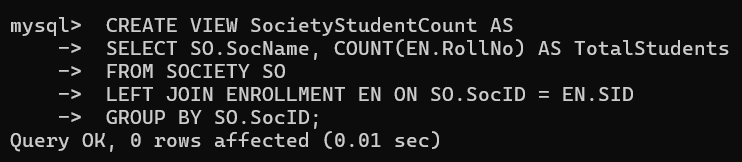 mysql>  CREATE VIEW SocietyStudentCount AS
    ->  SELECT SO.SocName, COUNT(EN.RollNo) AS TotalStudents
    ->  FROM SOCIETY SO
    ->  LEFT JOIN ENROLLMENT EN ON SO.SocID = EN.SID
    ->  GROUP BY SO.SocID;
Query OK, 0 rows affected (0.01 sec)